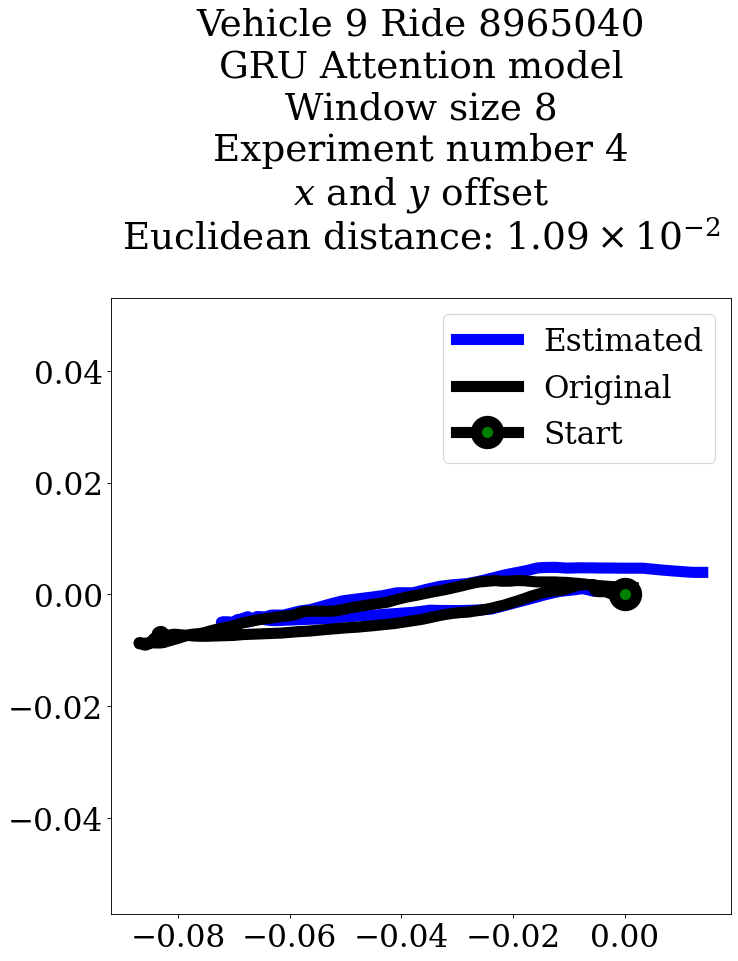 Vehicle 9 Ride 8965040
GRU Attention model
Window size 8
Experiment number 4
x and y offset
Euclidean distance: 1.09 × 10⁻²
Estimated
Original
Start
0.04
0.02
0.00
−0.02
−0.04
−0.08 −0.06 −0.04 −0.02 0.00